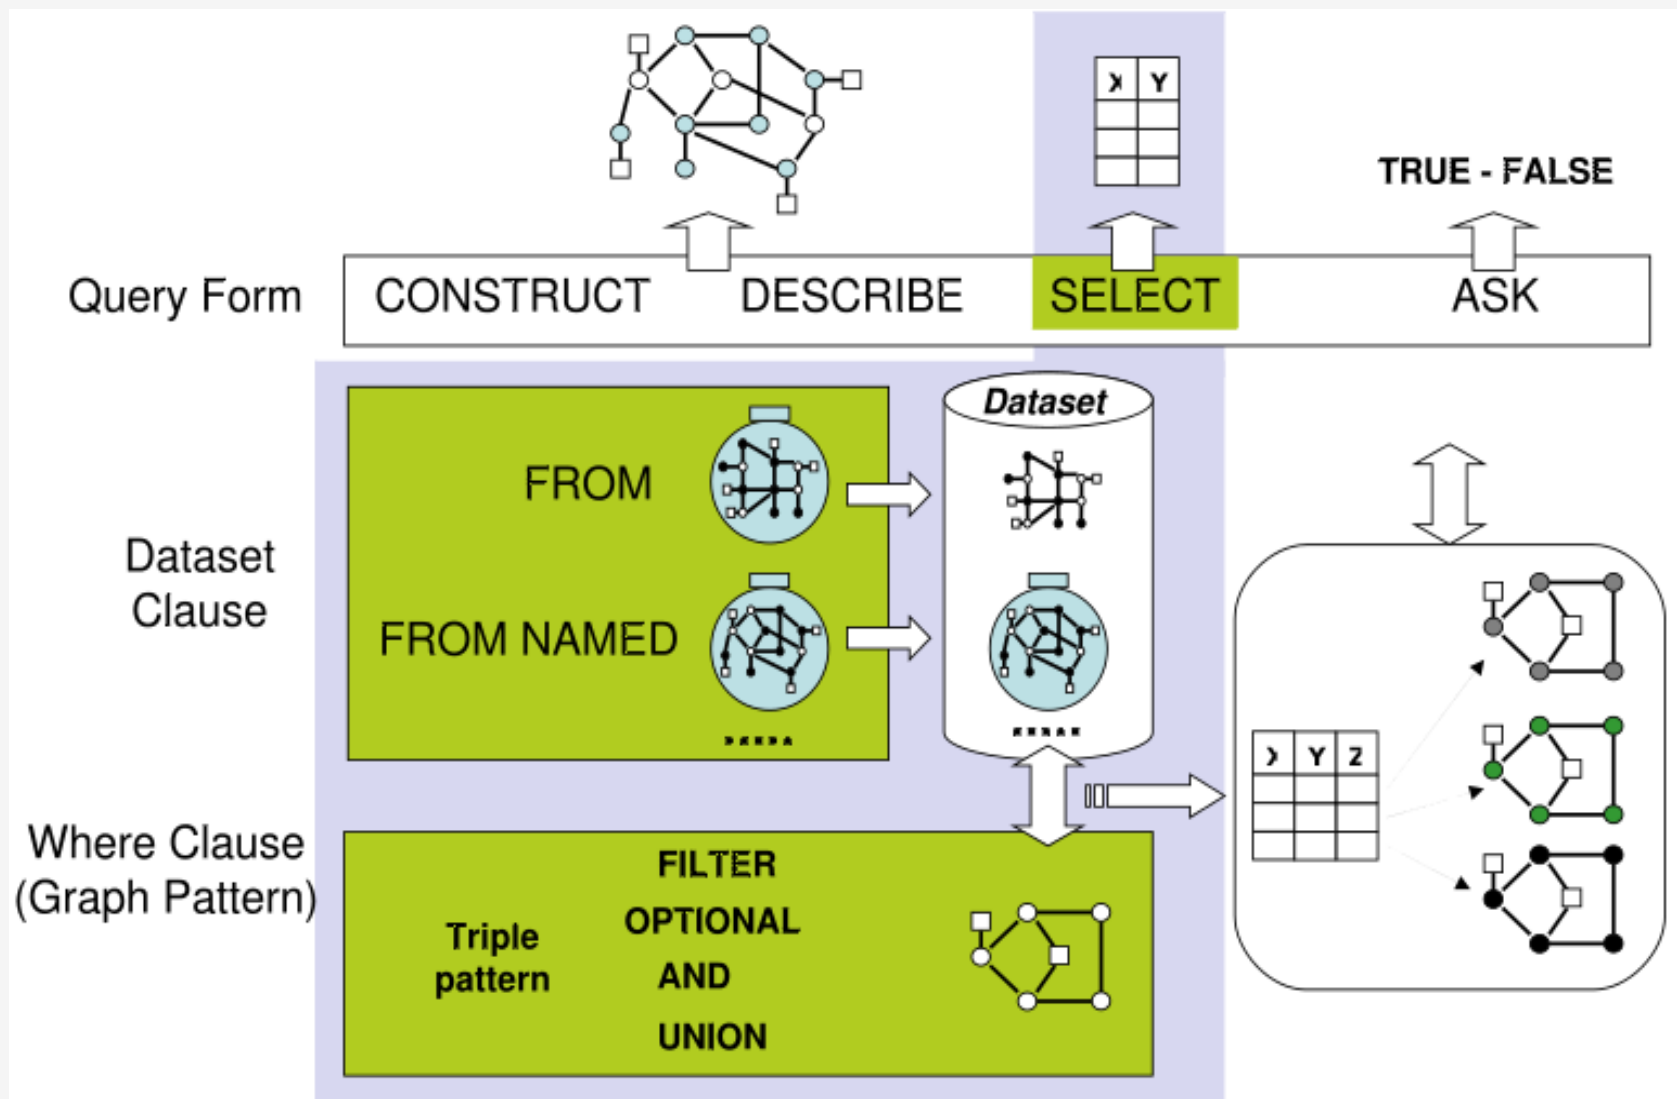 X Y
TRUE - FALSE
Query Form
CONSTRUCT
DESCRIBE
SELECT
ASK
Dataset
Clause
FROM
FROM NAMED
Dataset
X Y Z
Where Clause
(Graph Pattern)
Triple
pattern
FILTER
OPTIONAL
AND
UNION